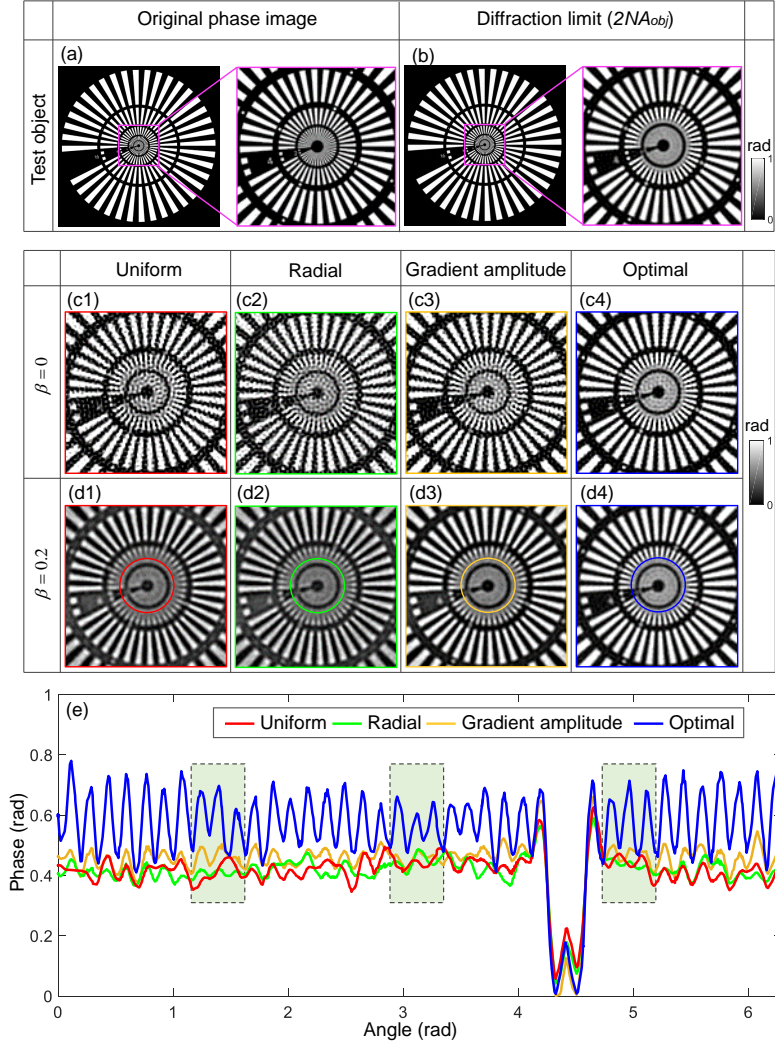 Original phase image
Diffraction limit (2NAobj)
Test object
(a)
(b)
rad
1
0
Uniform
Radial
Gradient amplitude
Optimal
β = 0
(c1)
(c2)
(c3)
(c4)
rad
1
0
β = 0.2
(d1)
(d2)
(d3)
(d4)
(e)
Uniform
Radial
Gradient amplitude
Optimal
Phase (rad)
1
0.8
0.6
0.4
0.2
0
0 1 2 3 4 5 6
Angle (rad)